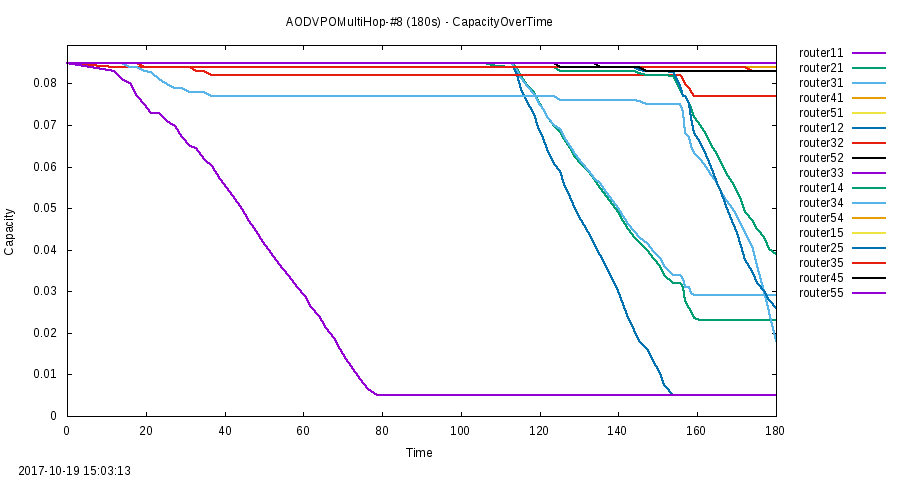 AODVPOMultiHop-#8 (180s) - CapacityOverTime
Capacity
0.08
0.07
0.06
0.05
0.04
0.03
0.02
0.01
0
0 20 40 60 80 100 120 140 160 180
Time
router11
router21
router31
router41
router51
router12
router32
router52
router33
router14
router34
router54
router15
router25
router35
router45
router55
2017-10-19 15:03:13